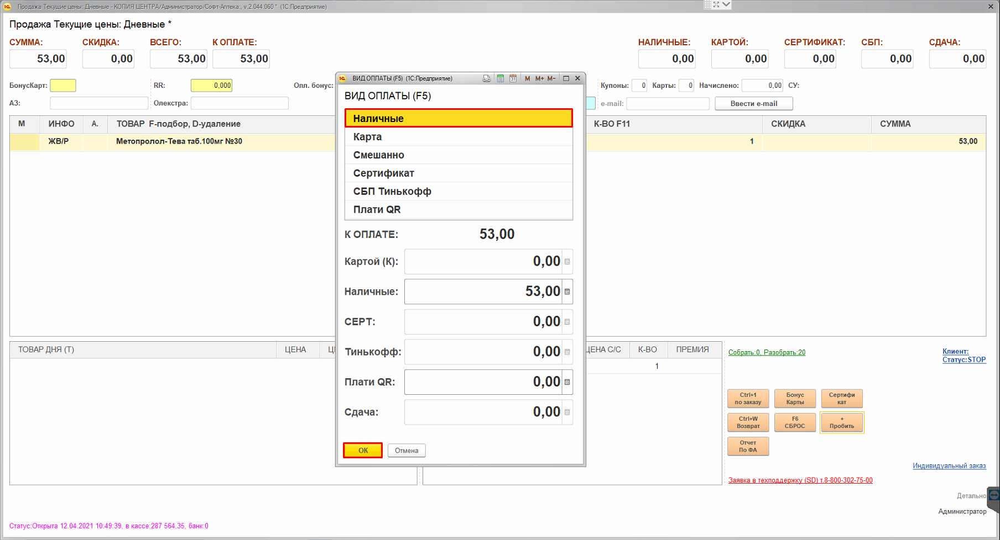 Продажа Текущие цены: Дневные - КОПИЯ ЦЕНТРА/Администратор/Софт-Аптека:, v.2.044.060 * (1С:Предприятие)
Продажа Текущие цены: Дневные *
СУММА: СКИДКА: ВСЕГО: К ОПЛАТЕ: НАЛИЧНЫЕ: КАРТОЙ: СЕРТИФИКАТ: СБП: СДАЧА:
53,00 0,00 53,00 53,00 0,00 0,00 0,00 0,00 0,00
БонусКарт: RR: 0,000 Опл. бонус: Купоны: 0 Карты: 0 Начислено: 0,00 СУ:
АЗ: Олекстра: e-mail: Ввести e-mail
М ИНФО А. ТОВАР F-подбор, D-удаление К-ВО F11 СКИДКА СУММА
ЖВ/Р Метопролол-Тева таб.100мг №30 1 53,00
ВИД ОПЛАТЫ (F5) (1С:Предприятие) 31 M M+ M-
ВИД ОПЛАТЫ (F5)
Наличные
Карта
Смешанно
Сертификат
СБП Тинькофф
Плати QR
К ОПЛАТЕ: 53,00
Картой (К): 0,00
Наличные: 53,00
СЕРТ: 0,00
Тинькофф: 0,00
Плати QR: 0,00
Сдача: 0,00
ОК Отмена
ТОВАР ДНЯ (Т) ЦЕНА ЦЕНА С/С К-ВО ПРЕМИЯ
1
Собрать:0, Разобрать:20
Клиент:
Статус:STOP
Ctrl+1
по заказу
Бонус
Карты
Сертифи
кат
Ctrl+W
Возврат
F6
СБРОС
+
Пробить
Отчет
По ФА
Индивидуальный заказ
Заявка в техподдержку (SD) т.8-800-302-75-00
Детально
Администратор
Статус:Открыта 12.04.2021 10:49:39, в кассе:287 564,35, банк:0